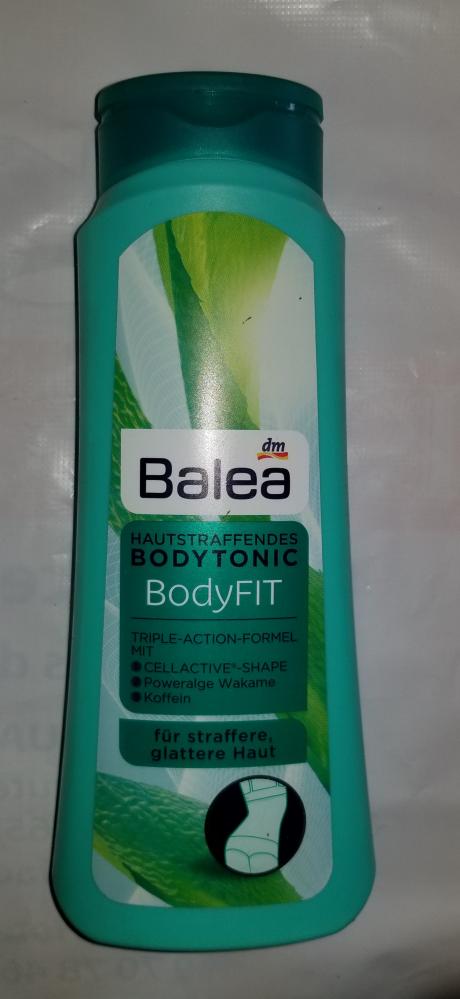 dm
Balea
HAUTSTRAFFENDES
BODYTONIC
BodyFIT
TRIPLE-ACTION-FORMEL
MIT
● CELLACTIVE®-SHAPE
● Poweralge Wakame
● Koffein
für straffere,
glattere Haut